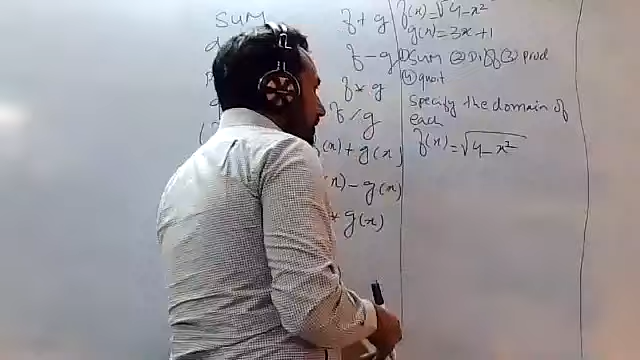 SUM
f + g
f - g
f * g
f / g
(x) + g(x)
(x) - g(x)
* g(x)
f(x) = √4-x²
g(x) = 3x+1
① Sum ② Diff ③ prod
④ quot
Specify the domain of
each
f(x) = √4-x²